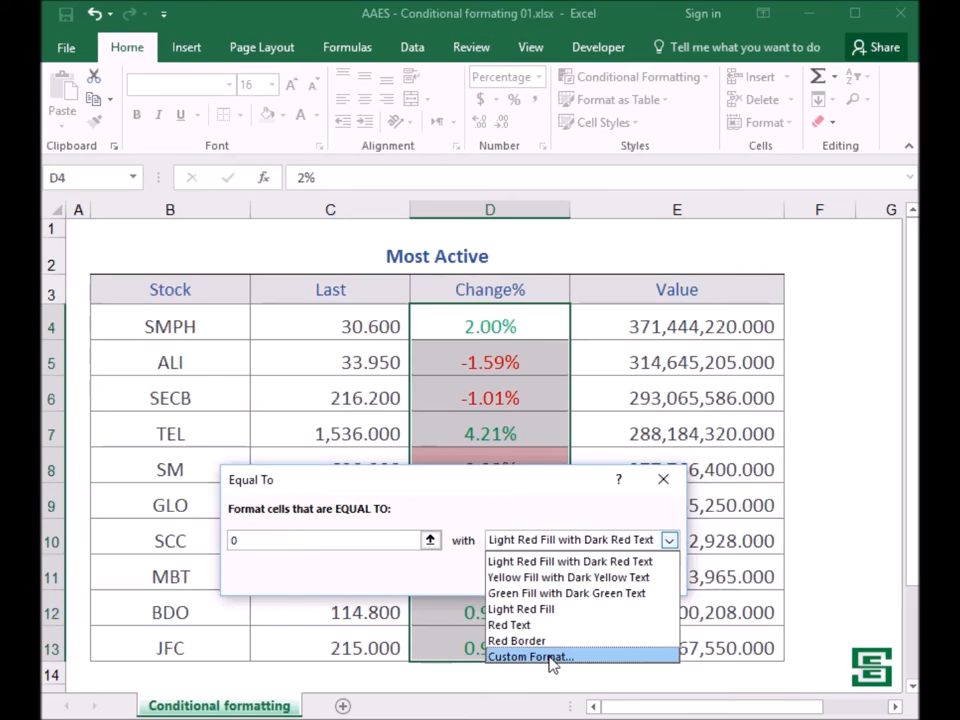 AAES - Conditional formating 01.xlsx - Excel
Sign in
File Home Insert Page Layout Formulas Data Review View Developer Tell me what you want to do Share
16
Percentage
Conditional Formatting
Insert
Paste
B I U
$ % ,
Format as Table
Delete
Cell Styles
Format
Clipboard Font Alignment Number Styles Cells Editing
D4 fx 2%
A B C D E F G
1
2 Most Active
3 Stock Last Change% Value
4 SMPH 30.600 2.00% 371,444,220.000
5 ALI 33.950 -1.59% 314,645,205.000
6 SECB 216.200 -1.01% 293,065,586.000
7 TEL 1,536.000 4.21% 288,184,320.000
8 SM 6,400.000
Equal To ?
Format cells that are EQUAL TO:
9 GLO 5,250.000
10 SCC 2,928.000
0 with Light Red Fill with Dark Red Text
Light Red Fill with Dark Red Text
Yellow Fill with Dark Yellow Text
Green Fill with Dark Green Text
Light Red Fill
Red Text
Red Border
Custom Format...
11 MBT 3,965.000
12 BDO 114.800 0.9 00,208.000
13 JFC 215.000 0.9 67,550.000
14
Conditional formatting